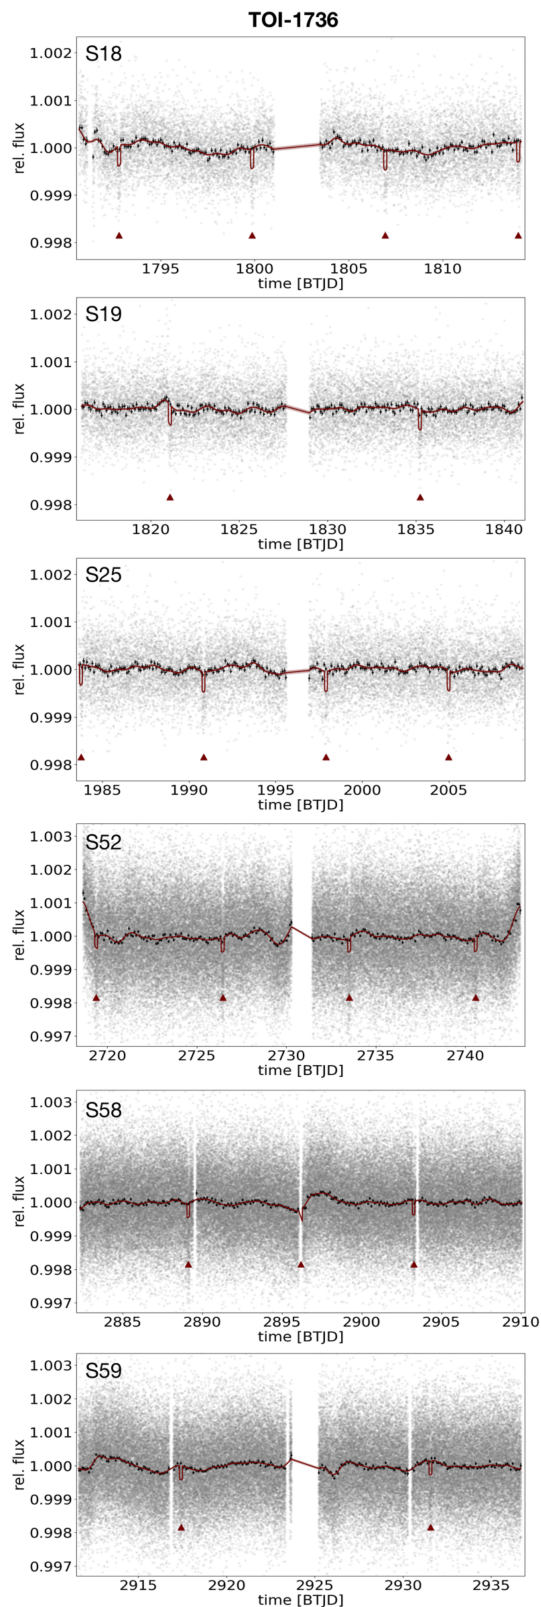 TOI-1736
S18
1.002
1.001
1.000
0.999
0.998
rel. flux
1795 1800 1805 1810
time [BTJD]
S19
1.002
1.001
1.000
0.999
0.998
rel. flux
1820 1825 1830 1835 1840
time [BTJD]
S25
1.002
1.001
1.000
0.999
0.998
rel. flux
1985 1990 1995 2000 2005
time [BTJD]
S52
1.003
1.002
1.001
1.000
0.999
0.998
0.997
rel. flux
2720 2725 2730 2735 2740
time [BTJD]
S58
1.003
1.002
1.001
1.000
0.999
0.998
0.997
rel. flux
2885 2890 2895 2900 2905 2910
time [BTJD]
S59
1.003
1.002
1.001
1.000
0.999
0.998
0.997
rel. flux
2915 2920 2925 2930 2935
time [BTJD]